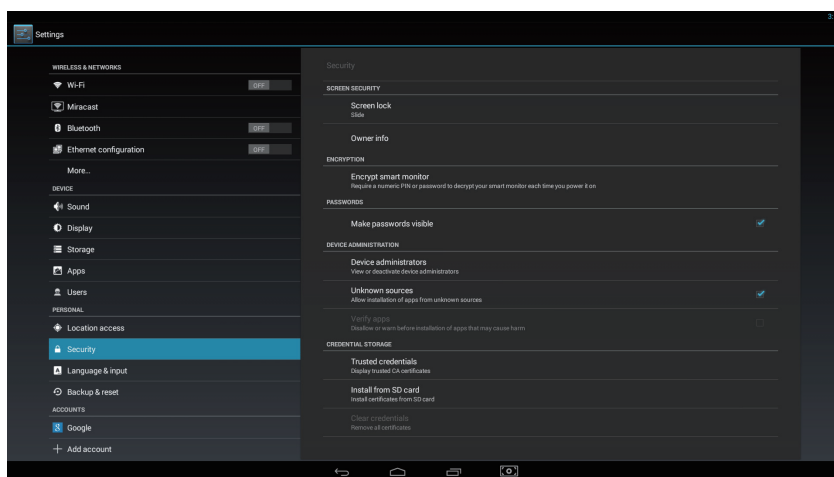 3:
Settings
WIRELESS & NETWORKS
Wi-Fi
OFF
Miracast
Bluetooth
OFF
Ethernet configuration
OFF
More...
DEVICE
Sound
Display
Storage
Apps
Users
PERSONAL
Location access
Security
A Language & input
Backup & reset
ACCOUNTS
8 Google
Add account
Security
SCREEN SECURITY
Screen lock
Slide
Owner info
ENCRYPTION
Encrypt smart monitor
Require a numeric PIN or password to decrypt your smart monitor each time you power it on
PASSWORDS
Make passwords visible
DEVICE ADMINISTRATION
Device administrators
View or deactivate device administrators
Unknown sources
Allow installation of apps from unknown sources
Verify apps
Disallow or warn before installation of apps that may cause harm
CREDENTIAL STORAGE
Trusted credentials
Display trusted CA certificates
Install from SD card
Install certificates from SD card
Clear credentials
Remove all certificates